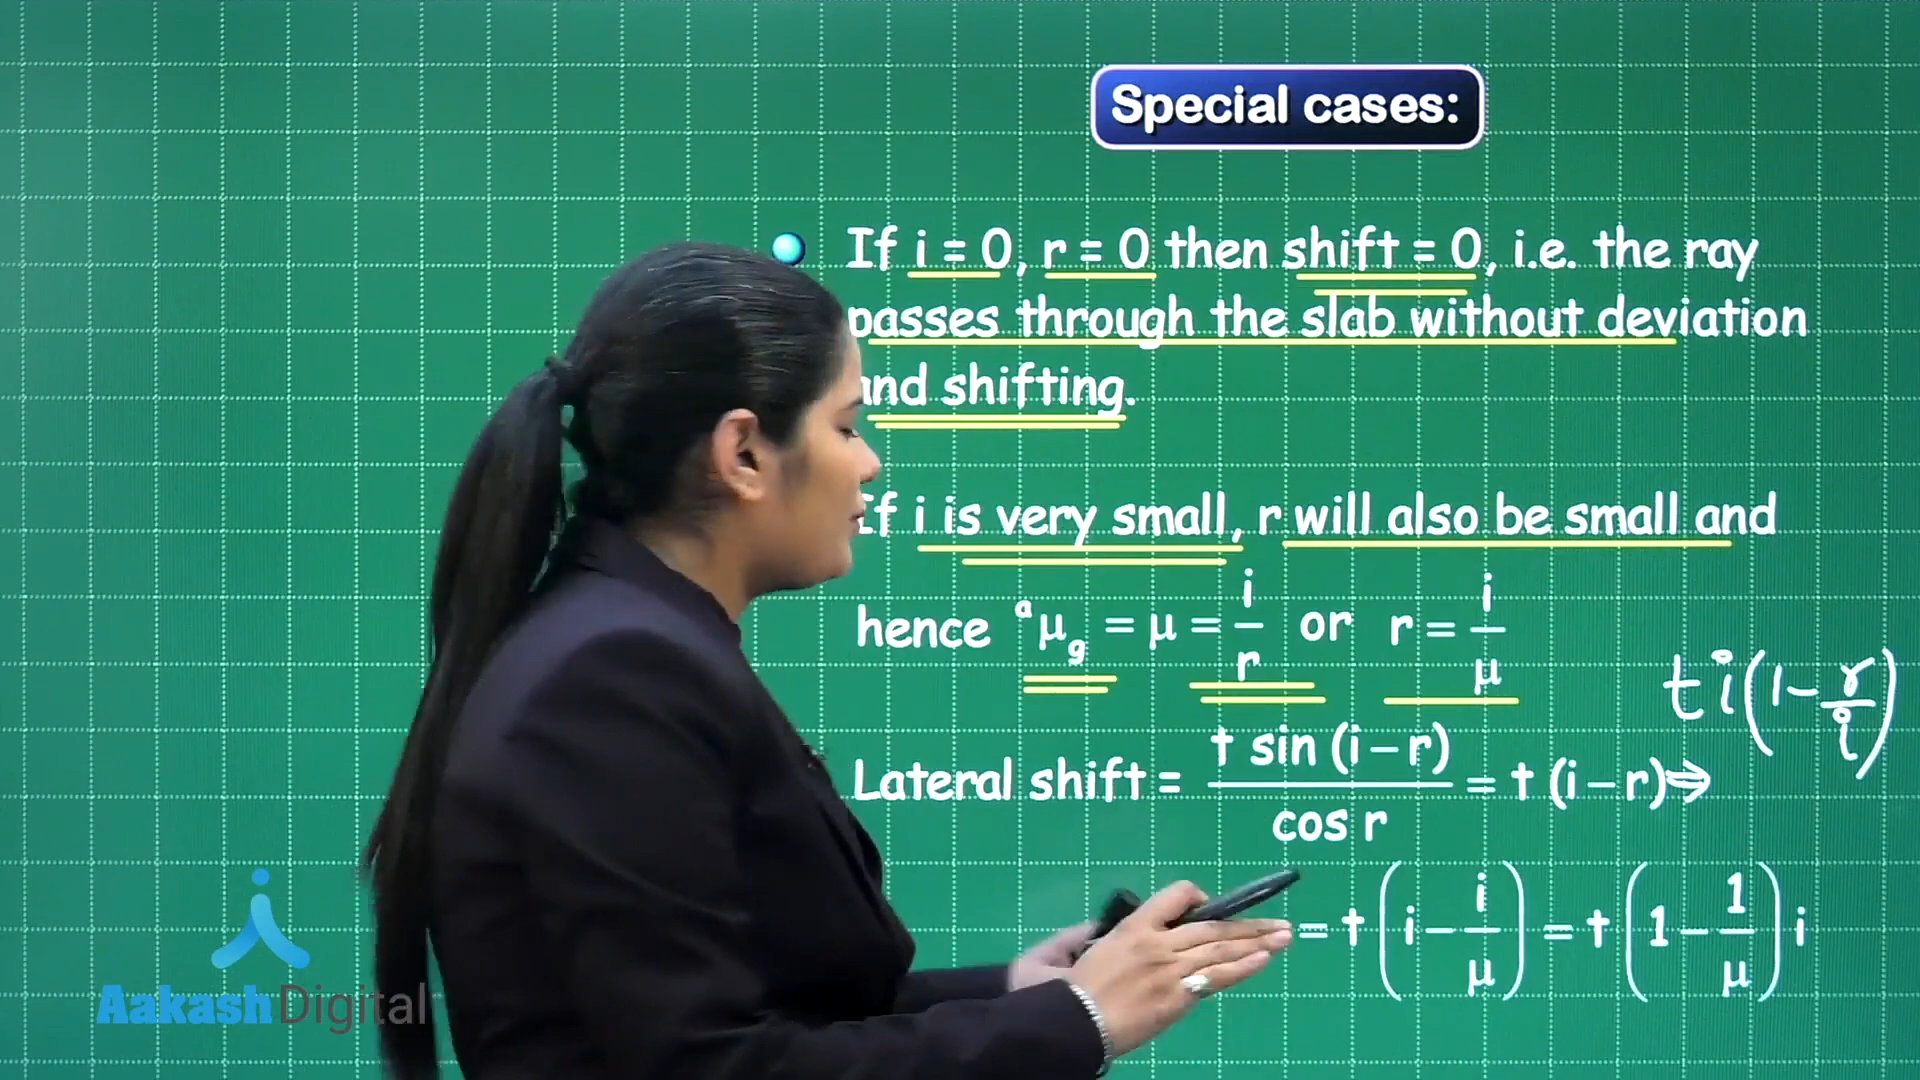 Special cases:
If i = 0, r = 0 then shift = 0, i.e. the ray
passes through the slab without deviation
and shifting.
If i is very small, r will also be small and
hence ᵃμ_g = μ = i/r or r = i/μ
t i (1 - r/i)
Lateral shift = t sin (i – r)/cos r = t (i – r) ⇒
= t (i – i/μ) = t (1 – 1/μ) i
Aakash Digital